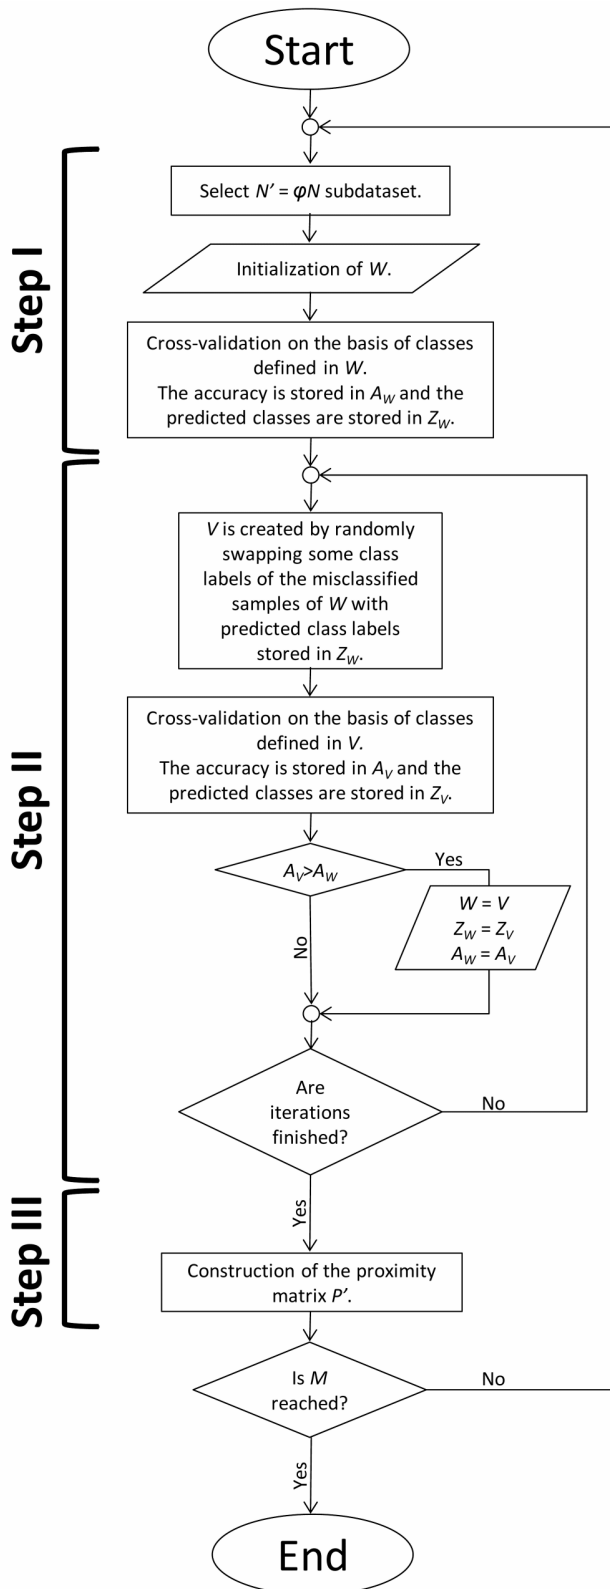 Start
Step I
Select N' = φN subdataset.
Initialization of W.
Cross-validation on the basis of classes
defined in W.
The accuracy is stored in A_W and the
predicted classes are stored in Z_W.
Step II
V is created by randomly
swapping some class
labels of the misclassified
samples of W with
predicted class labels
stored in Z_W.
Cross-validation on the basis of classes
defined in V.
The accuracy is stored in A_V and the
predicted classes are stored in Z_V.
A_V>A_W
Yes
W = V
Z_W = Z_V
A_W = A_V
No
Are
iterations
finished?
No
Yes
Step III
Construction of the proximity
matrix P'.
Is M
reached?
No
Yes
End